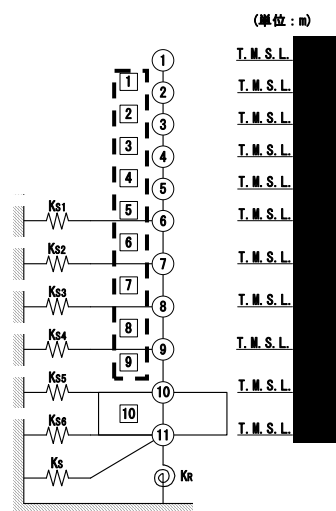 (単位：m)
① T.M.S.L.
1
② T.M.S.L.
2
③ T.M.S.L.
3
④ T.M.S.L.
4
⑤ T.M.S.L.
5
KS1 ⑥ T.M.S.L.
6
KS2 ⑦ T.M.S.L.
7
KS3 ⑧ T.M.S.L.
8
KS4 ⑨ T.M.S.L.
9
KS5 ⑩ T.M.S.L.
10
KS6 ⑪ T.M.S.L.
KS KR